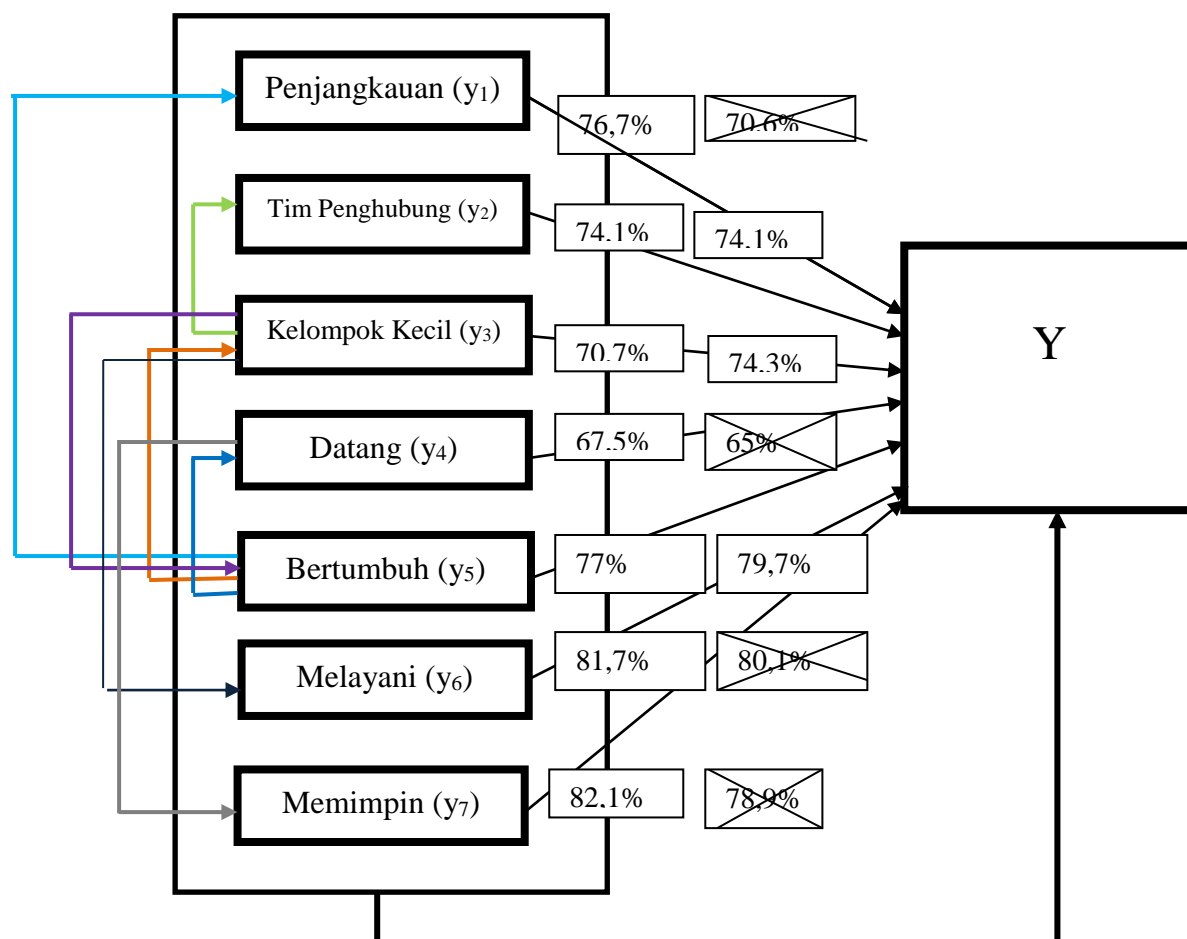 Penjangkauan (y1)
76,7%
70,6%
Tim Penghubung (y2)
74,1%
74,1%
Kelompok Kecil (y3)
70,7%
74,3%
Y
Datang (y4)
67,5%
65%
Bertumbuh (y5)
77%
79,7%
Melayani (y6)
81,7%
80,1%
Memimpin (y7)
82,1%
78,9%